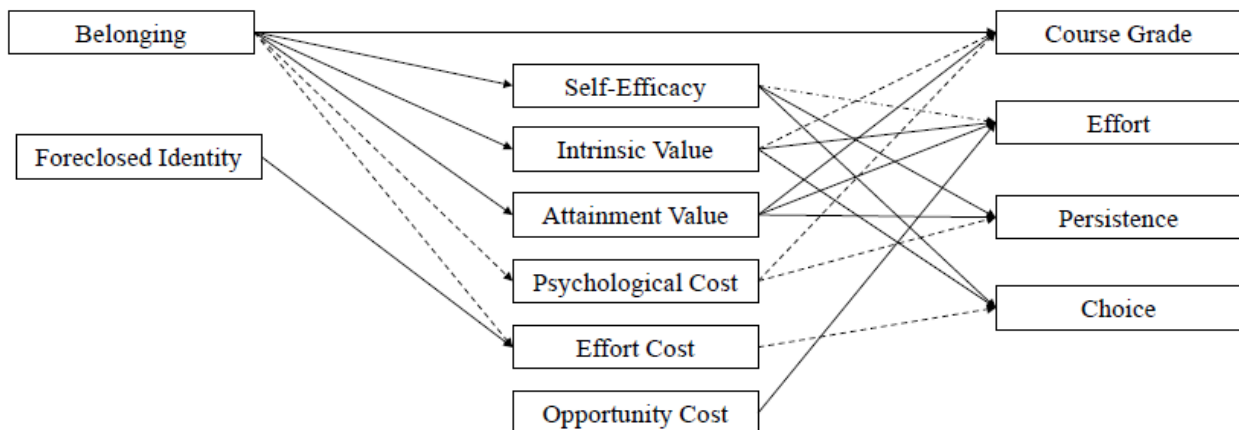 Belonging
Foreclosed Identity
Self-Efficacy
Intrinsic Value
Attainment Value
Psychological Cost
Effort Cost
Opportunity Cost
Course Grade
Effort
Persistence
Choice